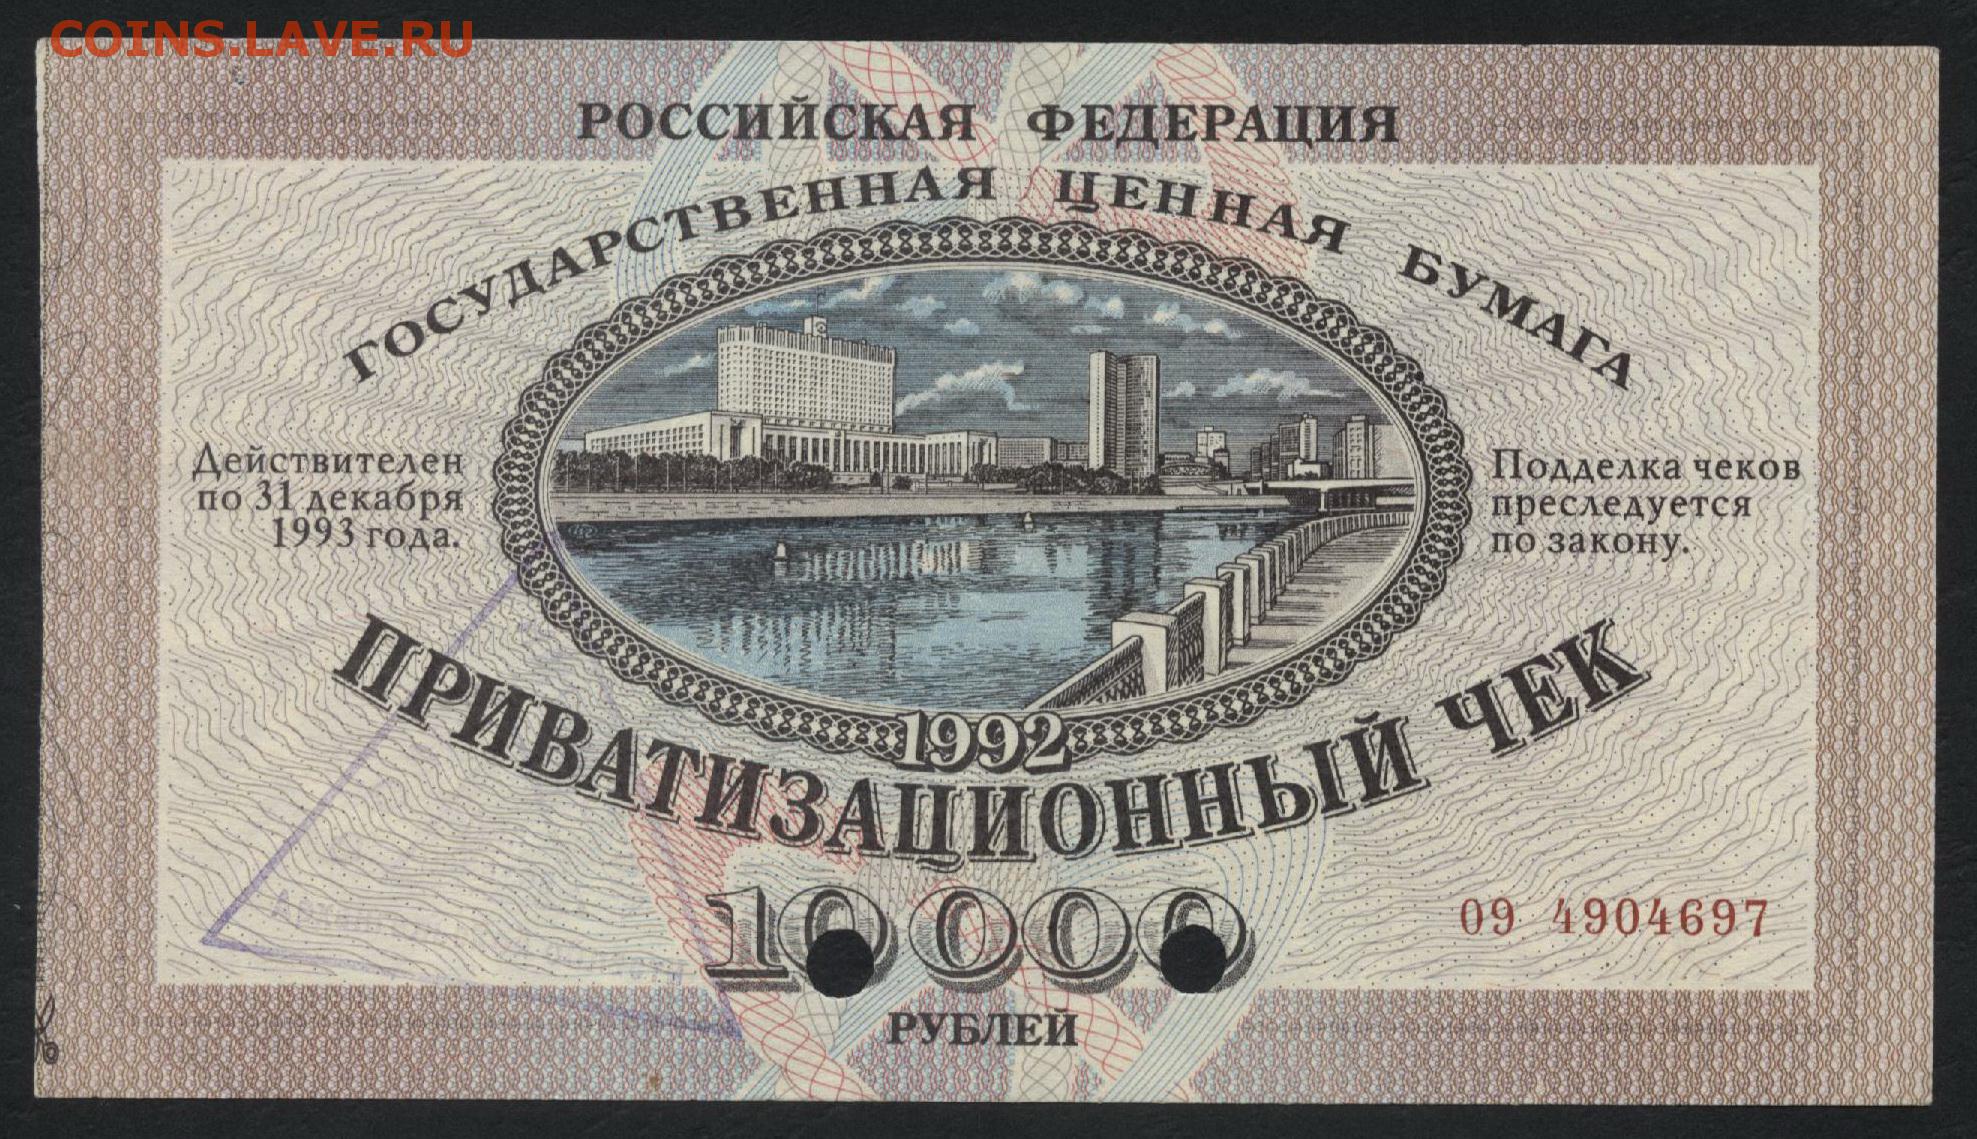 COINS.LAVE.RU
РОССИЙСКАЯ ФЕДЕРАЦИЯ
ГОСУДАРСТВЕННАЯ ЦЕННАЯ БУМАГА
Действителен
по 31 декабря
1993 года.
Подделка чеков
преследуется
по закону.
1992
ПРИВАТИЗАЦИОННЫЙ ЧЕК
10 000
09 4904697
РУБЛЕЙ